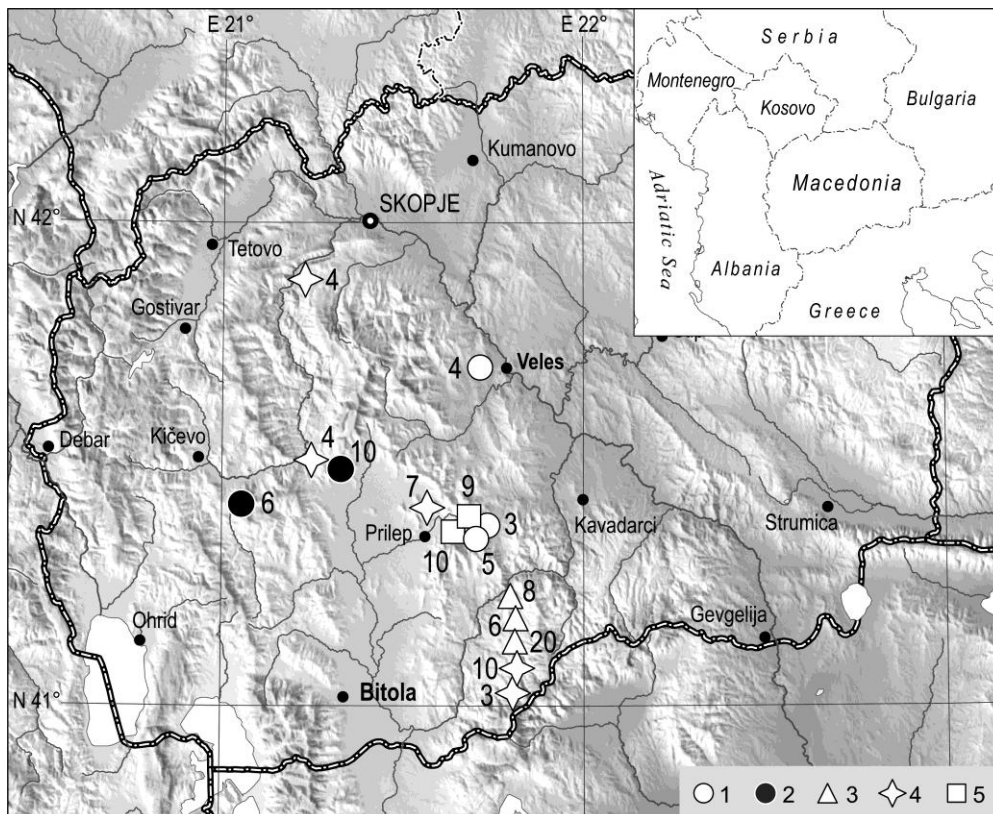 E 21°
E 22°
Serbia
Montenegro
Kosovo
Bulgaria
Adriatic Sea
Macedonia
Albania
Greece
Kumanovo
SKOPJE
N 42°
Tetovo
4
Gostivar
4
Veles
Debar
Kičevo
4
10
6
7
9
3
Prilep
10
5
Kavadarci
Strumica
8
6
20
Ohrid
Gevgelija
10
3
N 41°
Bitola
1 2 3 4 5